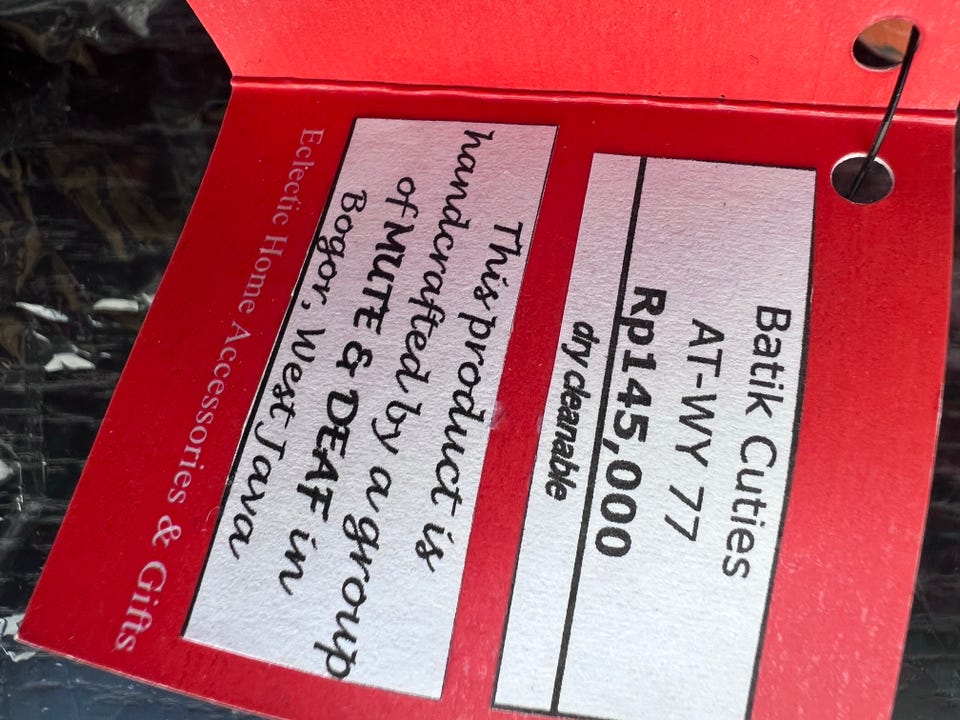 Batik Cuties
AT-WY 77
Rp145,000
dry cleanable
This product is
handcrafted by a group
of MUTE & DEAF in
Bogor, West Java
Eclectic Home Accessories & Gifts